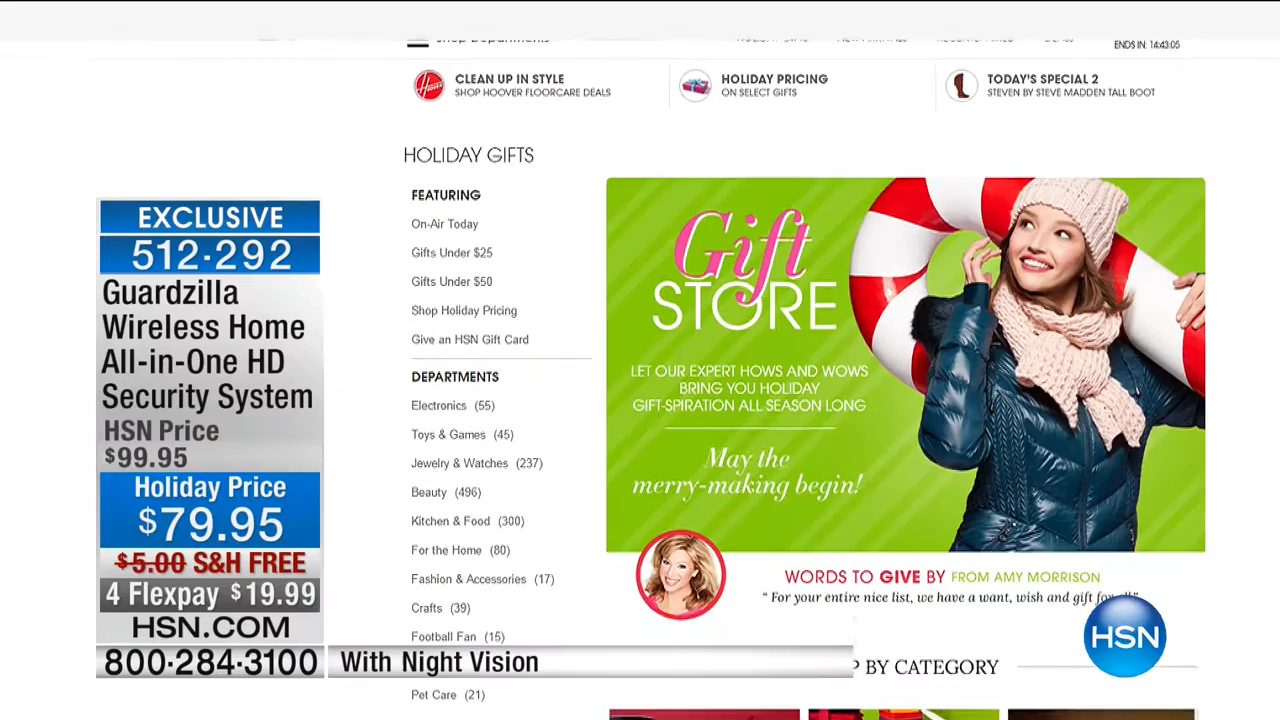 ENDS IN: 14:43:05
CLEAN UP IN STYLE
SHOP HOOVER FLOORCARE DEALS
HOLIDAY PRICING
ON SELECT GIFTS
TODAY'S SPECIAL 2
STEVEN BY STEVE MADDEN TALL BOOT
HOLIDAY GIFTS
FEATURING
On-Air Today
Gifts Under $25
Gifts Under $50
Shop Holiday Pricing
Give an HSN Gift Card
DEPARTMENTS
Electronics (55)
Toys & Games (45)
Jewelry & Watches (237)
Beauty (496)
Kitchen & Food (300)
For the Home (80)
Fashion & Accessories (17)
Crafts (39)
Football Fan (15)
Pet Care (21)
Gift
STORE
LET OUR EXPERT HOWS AND WOWS
BRING YOU HOLIDAY
GIFT-SPIRATION ALL SEASON LONG
May the
merry-making begin!
WORDS TO GIVE BY FROM AMY MORRISON
“ For your entire nice list, we have a want, wish and gift for all”
P BY CATEGORY
EXCLUSIVE
512-292
Guardzilla
Wireless Home
All-in-One HD
Security System
HSN Price
$99.95
Holiday Price
$79.95
$5.00 S&H FREE
4 Flexpay $19.99
HSN.COM
800-284-3100
With Night Vision
HSN